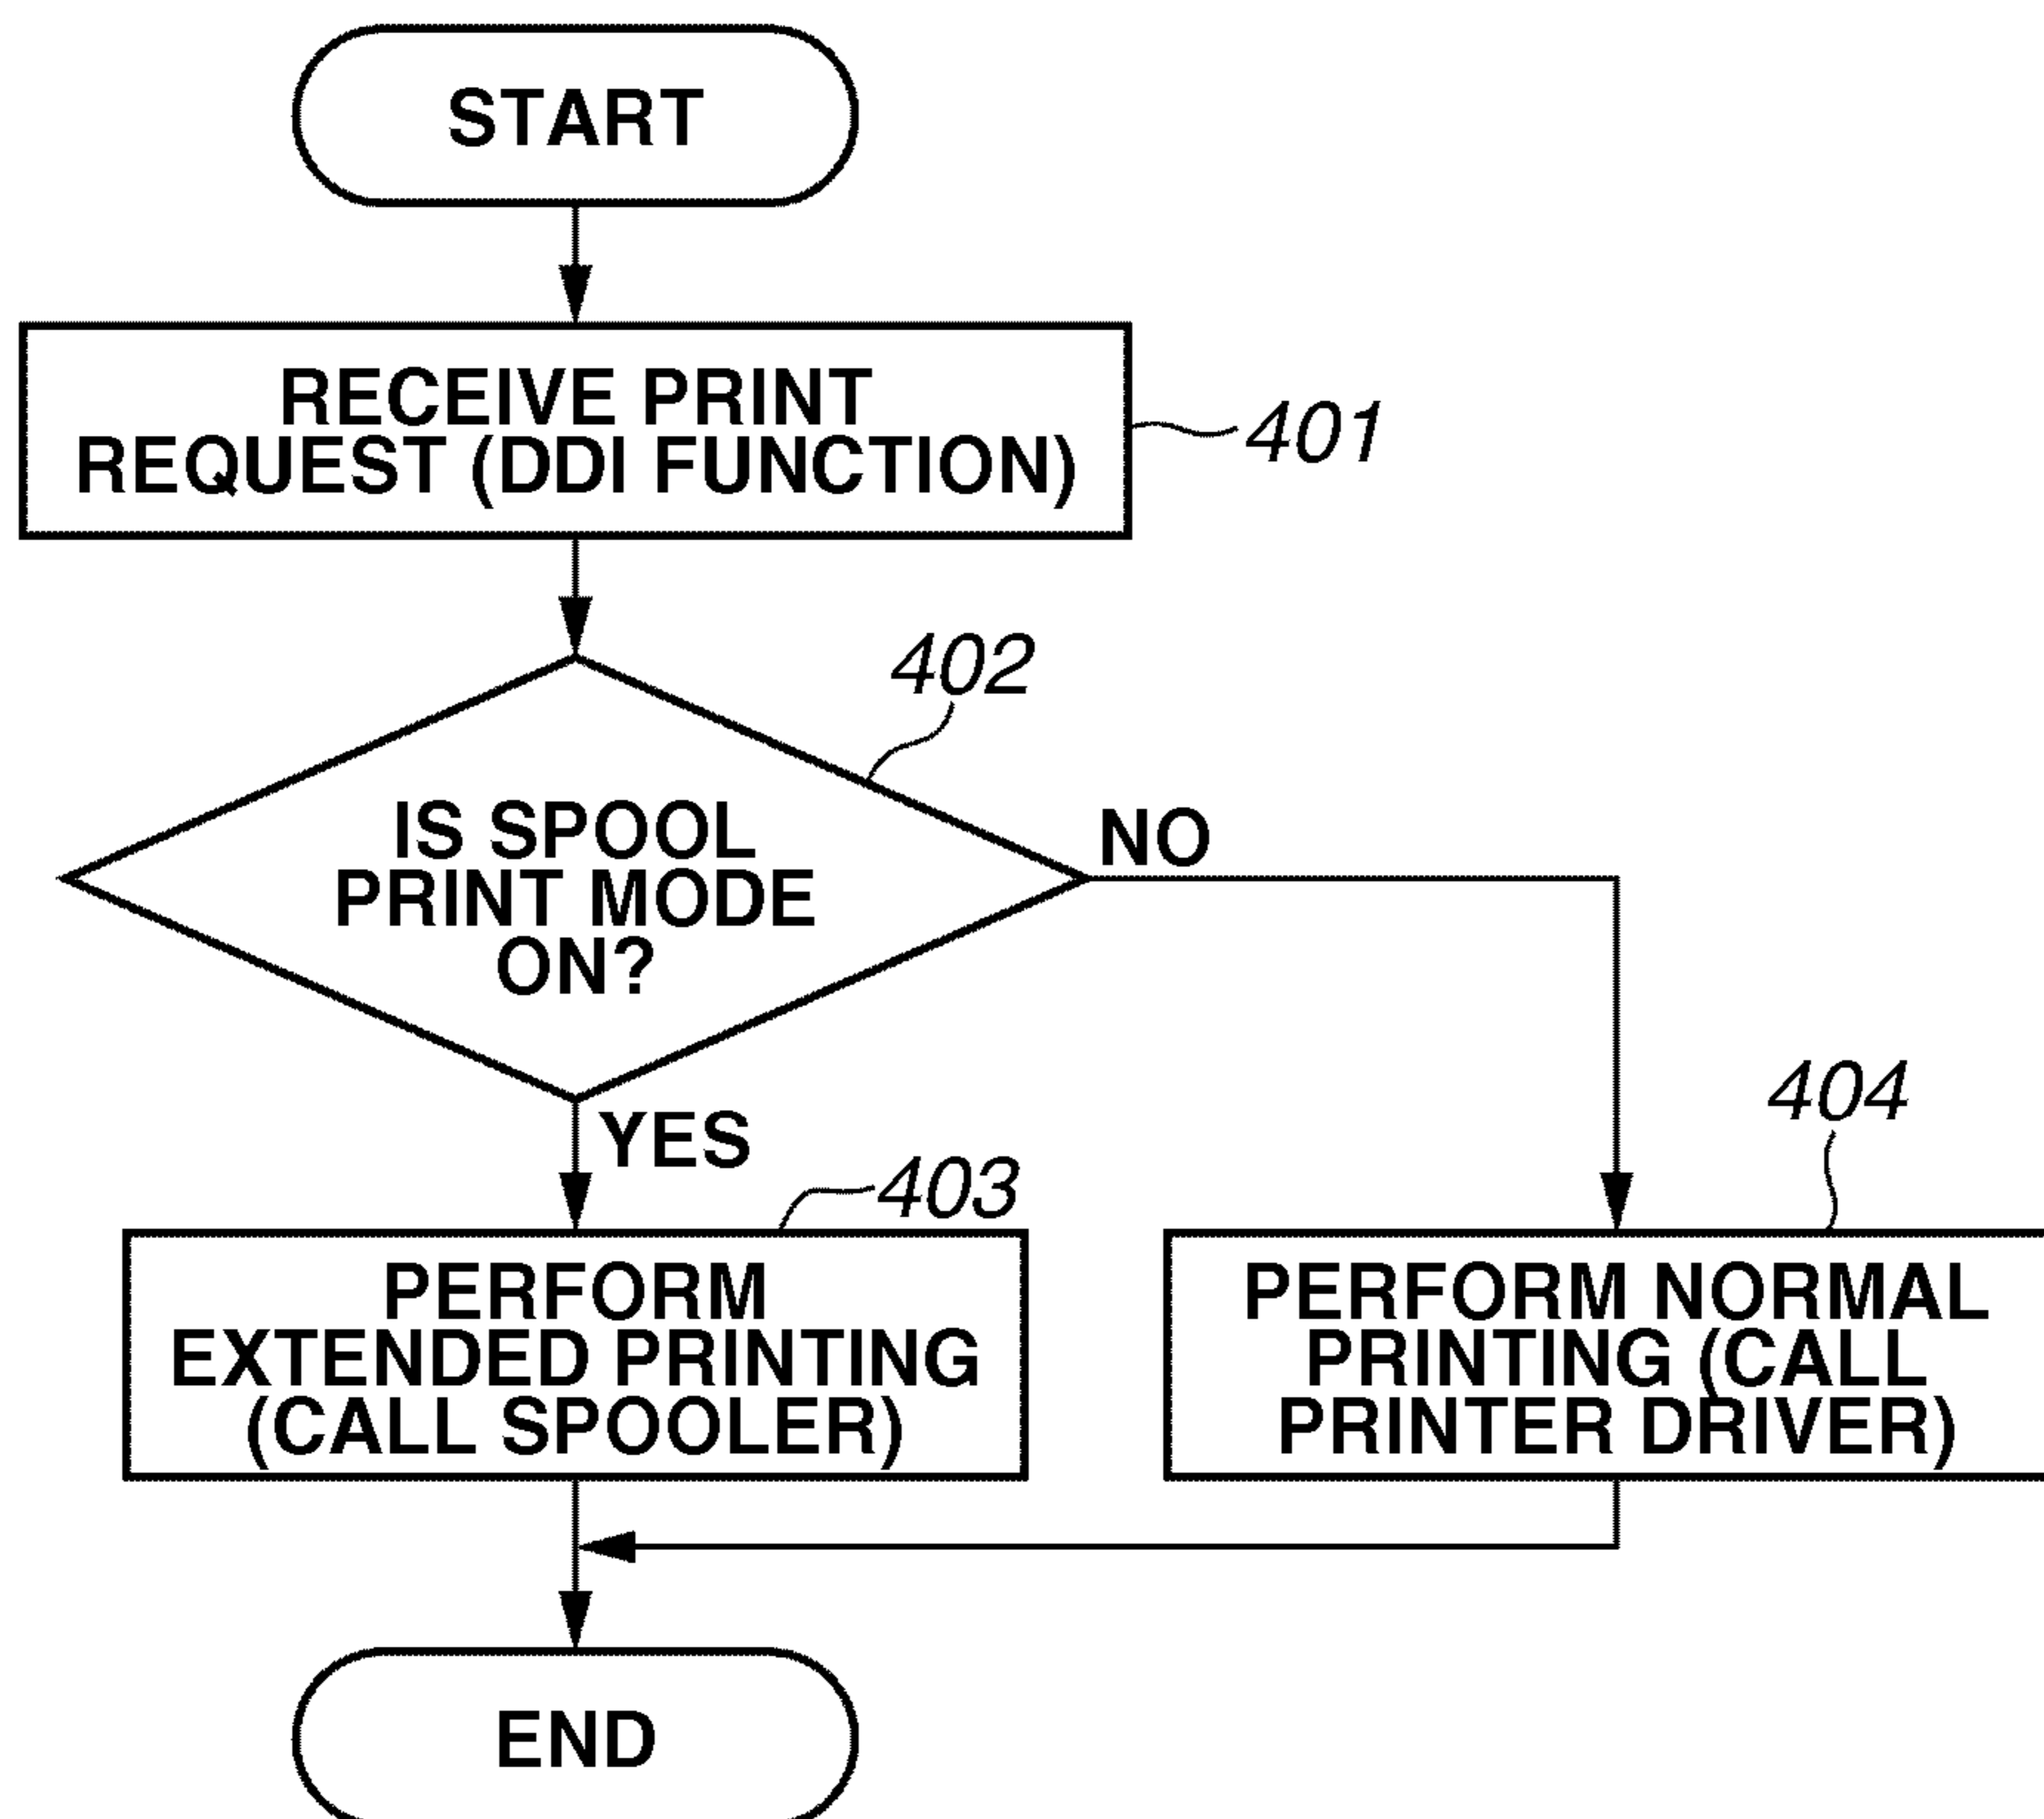 START
RECEIVE PRINT
REQUEST (DDI FUNCTION)
401
402
IS SPOOL
PRINT MODE
ON?
NO
YES
403
404
PERFORM
EXTENDED PRINTING
(CALL SPOOLER)
PERFORM NORMAL
PRINTING (CALL
PRINTER DRIVER)
END